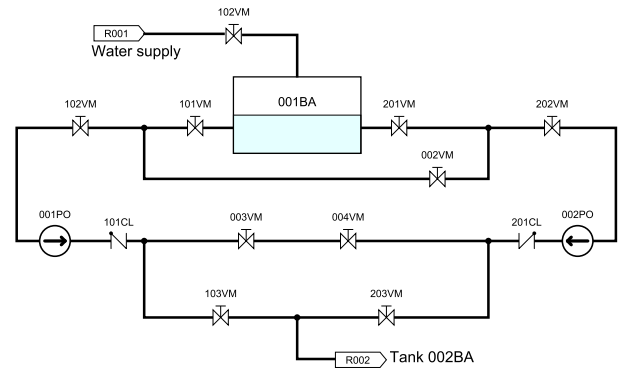 102VM
R001
Water supply
001BA
102VM
101VM
201VM
202VM
002VM
001PO
101CL
003VM
004VM
201CL
002PO
103VM
203VM
R002
Tank 002BA